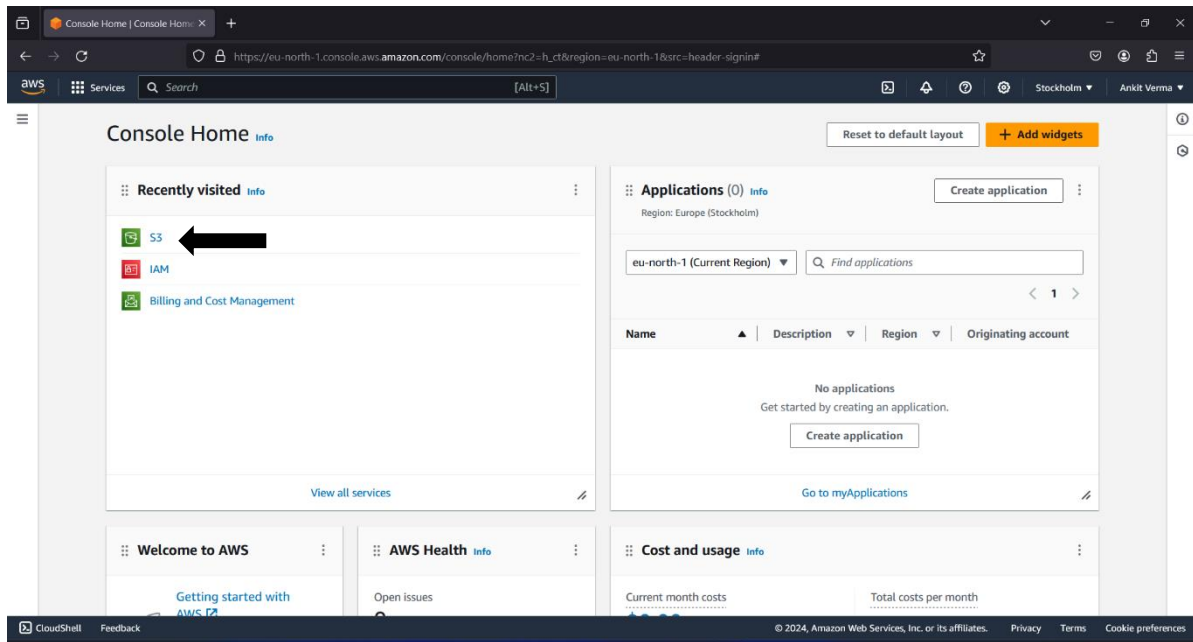 Console Home | Console Home
https://eu-north-1.console.aws.amazon.com/console/home?nc2=h_ct&region=eu-north-1&src=header-signin#
aws
Services
Search
[Alt+S]
Stockholm
Ankit Verma
Console Home Info
Reset to default layout
+ Add widgets
Recently visited Info
S3
IAM
Billing and Cost Management
View all services
Applications (0) Info
Region: Europe (Stockholm)
Create application
eu-north-1 (Current Region)
Find applications
1
Name
Description
Region
Originating account
No applications
Get started by creating an application.
Create application
Go to myApplications
Welcome to AWS
Getting started with
AWS
AWS Health Info
Open issues
Cost and usage Info
Current month costs
Total costs per month
CloudShell
Feedback
© 2024, Amazon Web Services, Inc. or its affiliates.
Privacy
Terms
Cookie preferences